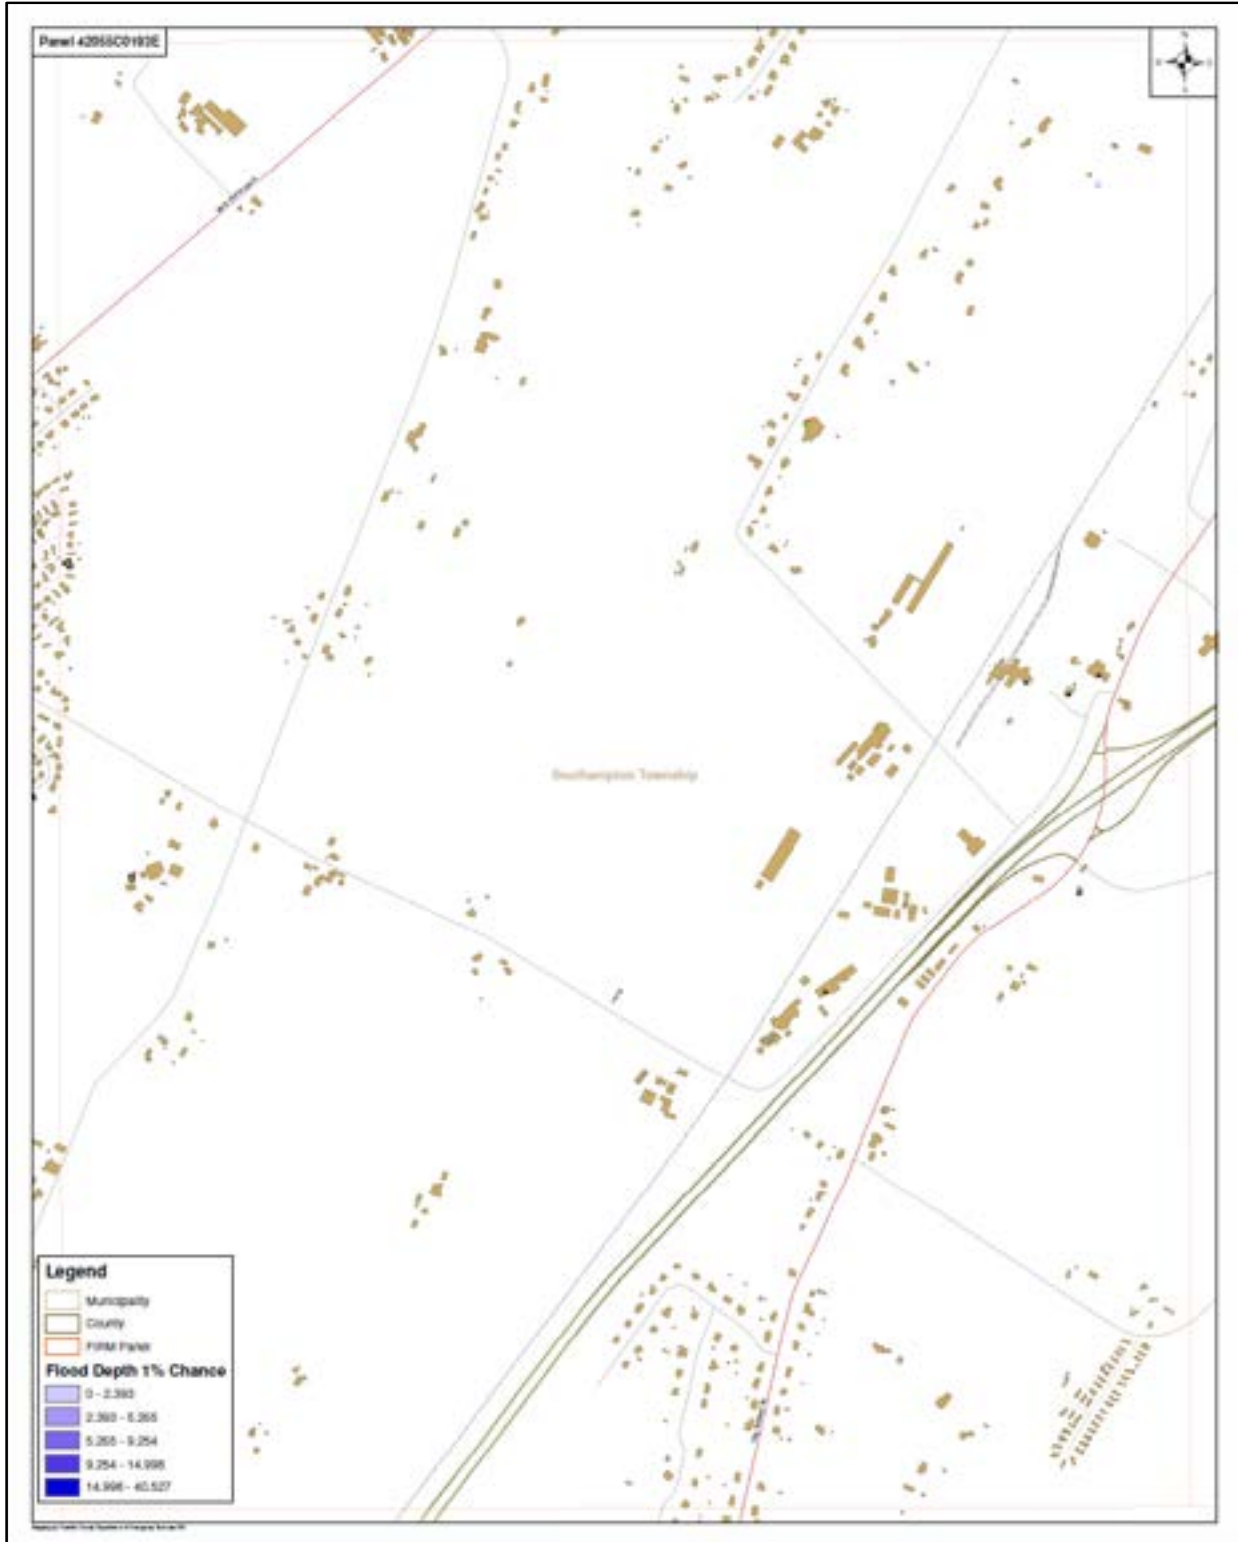 Panel 42055C0193E
Southampton Township
Legend
Municipality
County
FIRM Panel
Flood Depth 1% Chance
0 - 2.393
2.393 - 5.265
5.265 - 9.254
9.254 - 14.998
14.998 - 40.527